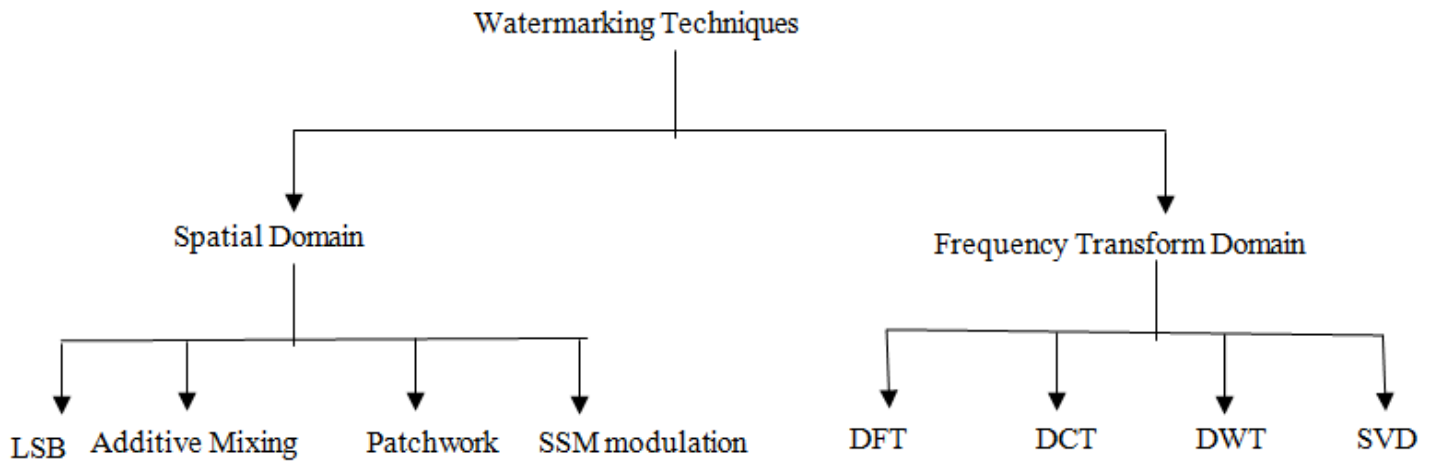 Watermarking Techniques
Spatial Domain
Frequency Transform Domain
LSB
Additive Mixing
Patchwork
SSM modulation
DFT
DCT
DWT
SVD